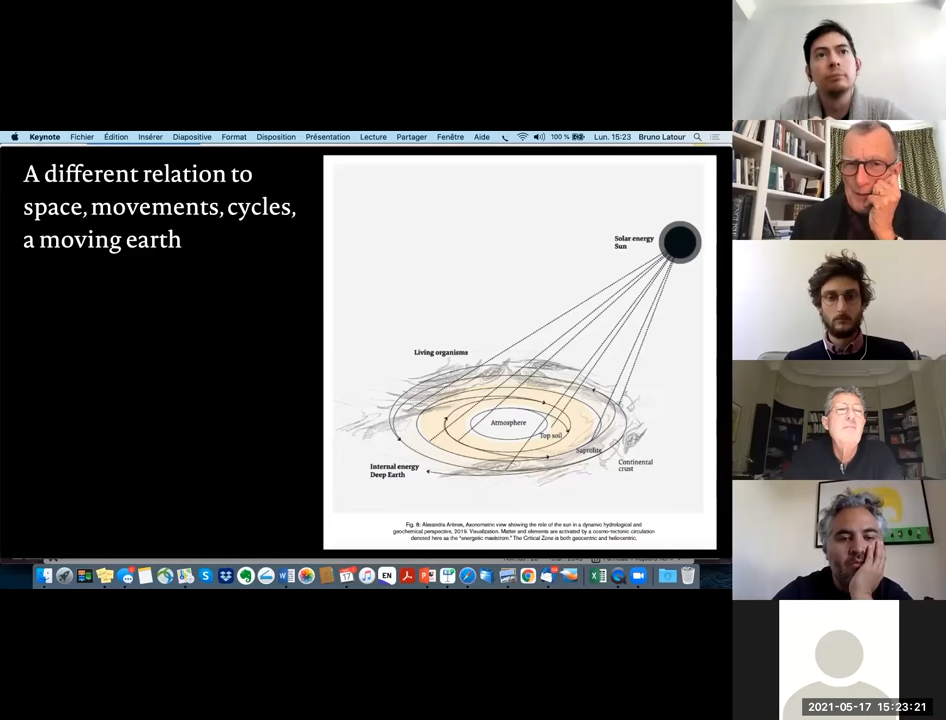 Keynote Fichier Édition Insérer Diapositive Format Disposition Présentation Lecture Partager Fenêtre Aide 100 % Lun. 15:23 Bruno Latour
A different relation to
space, movements, cycles,
a moving earth
Solar energy
Sun
Living organisms
Atmosphere
Top soil
Saprolite
Continental
crust
Internal energy
Deep Earth
Fig. 8: Alexandra Arènes, Axonometric view showing the role of the sun in a dynamic hydrological and
geochemical perspective, 2019. Visualization. Matter and elements are activated by a cosmo-tectonic circulation
denoted here as the "energetic maelstrom." The Critical Zone is both geocentric and heliocentric.
17 EN
2021-05-17 15:23:21